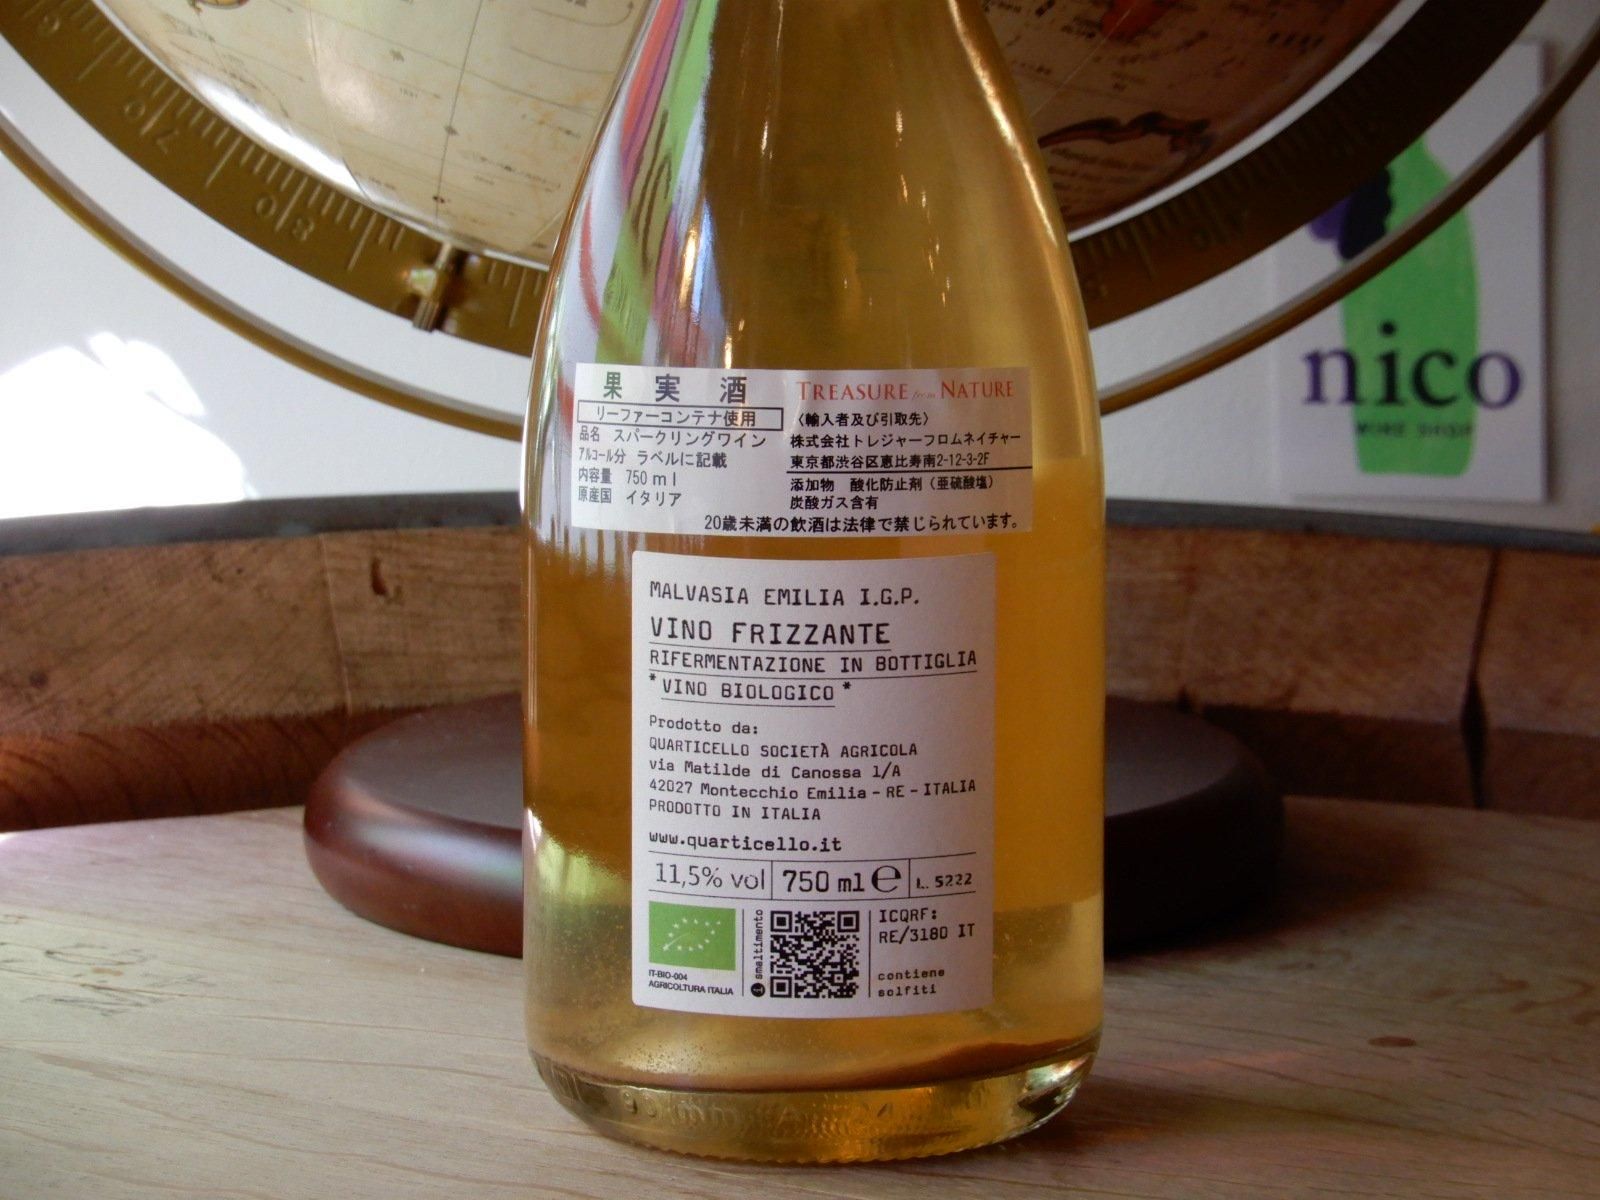 果実酒
リーファーコンテナ使用
品名 スパークリングワイン
アルコール分 ラベルに記載
内容量 750ml
原産国 イタリア
TREASURE from NATURE
〈輸入者及び引取先〉
株式会社トレジャーフロムネイチャー
東京都渋谷区恵比寿南2-12-3-2F
添加物 酸化防止剤（亜硫酸塩）
炭酸ガス含有
20歳未満の飲酒は法律で禁じられています。
MALVASIA EMILIA I.G.P.
VINO FRIZZANTE
RIFERMENTAZIONE IN BOTTIGLIA
*VINO BIOLOGICO*
Prodotto da:
QUARTICELLO SOCIETÀ AGRICOLA
via Matilde di Canossa 1/A
42027 Montecchio Emilia - RE - ITALIA
PRODOTTO IN ITALIA
www.quarticello.it
11,5% vol 750 ml e L. 5222
IT-BIO-004
AGRICOLTURA ITALIA
smaltimento
ICQRF:
RE/3180 IT
contiene
solfiti
nico
WINE SHOP
70
80